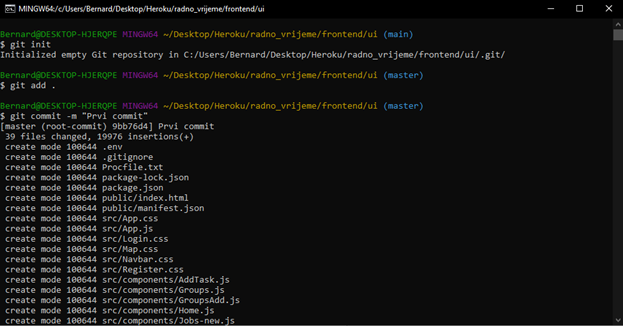 MINGW64:/c/Users/Bernard/Desktop/Heroku/radno_vrijeme/frontend/ui
Bernard@DESKTOP-HJERQPE MINGW64 ~/Desktop/Heroku/radno_vrijeme/frontend/ui (main)
$ git init
Initialized empty Git repository in C:/Users/Bernard/Desktop/Heroku/radno_vrijeme/frontend/ui/.git/
Bernard@DESKTOP-HJERQPE MINGW64 ~/Desktop/Heroku/radno_vrijeme/frontend/ui (master)
$ git add .
Bernard@DESKTOP-HJERQPE MINGW64 ~/Desktop/Heroku/radno_vrijeme/frontend/ui (master)
$ git commit -m "Prvi commit"
[master (root-commit) 9bb76d4] Prvi commit
 39 files changed, 19976 insertions(+)
 create mode 100644 .env
 create mode 100644 .gitignore
 create mode 100644 Procfile.txt
 create mode 100644 package-lock.json
 create mode 100644 package.json
 create mode 100644 public/index.html
 create mode 100644 public/manifest.json
 create mode 100644 src/App.css
 create mode 100644 src/App.js
 create mode 100644 src/Login.css
 create mode 100644 src/Map.css
 create mode 100644 src/Navbar.css
 create mode 100644 src/Register.css
 create mode 100644 src/components/AddTask.js
 create mode 100644 src/components/Groups.js
 create mode 100644 src/components/GroupsAdd.js
 create mode 100644 src/components/Home.js
 create mode 100644 src/components/Jobs-new.js